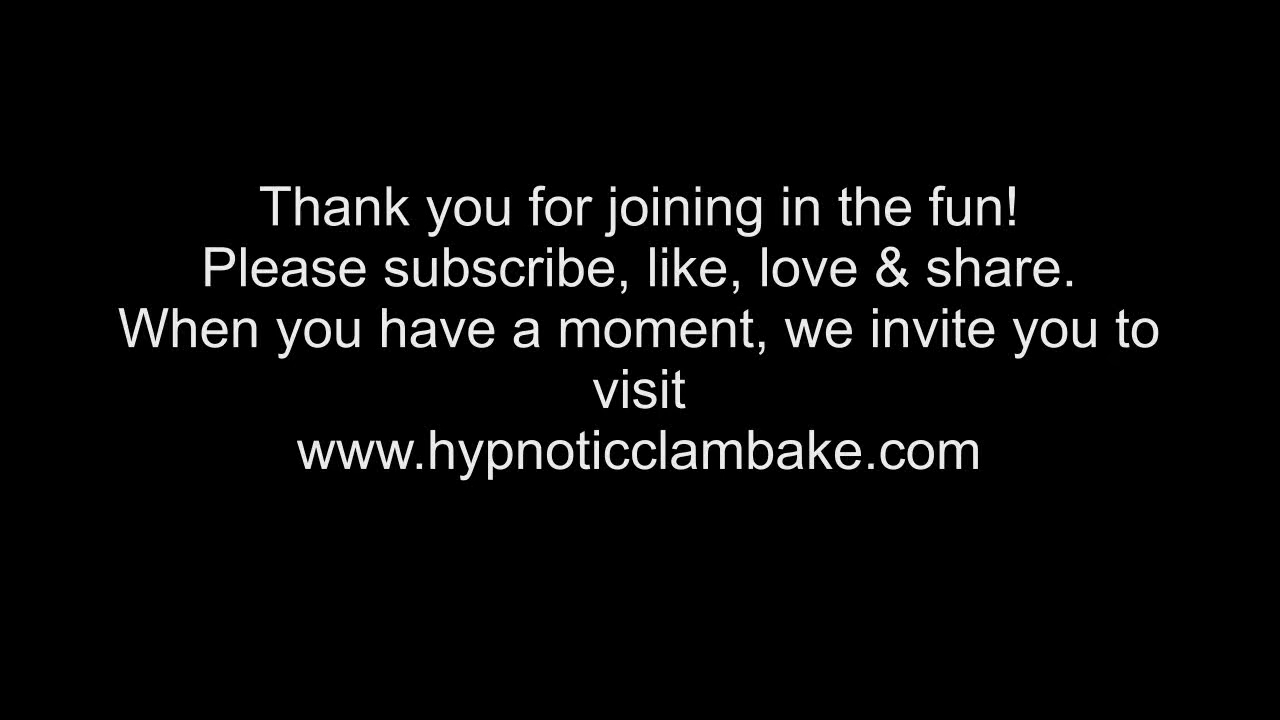 Thank you for joining in the fun!
Please subscribe, like, love & share.
When you have a moment, we invite you to
visit
www.hypnoticclambake.com